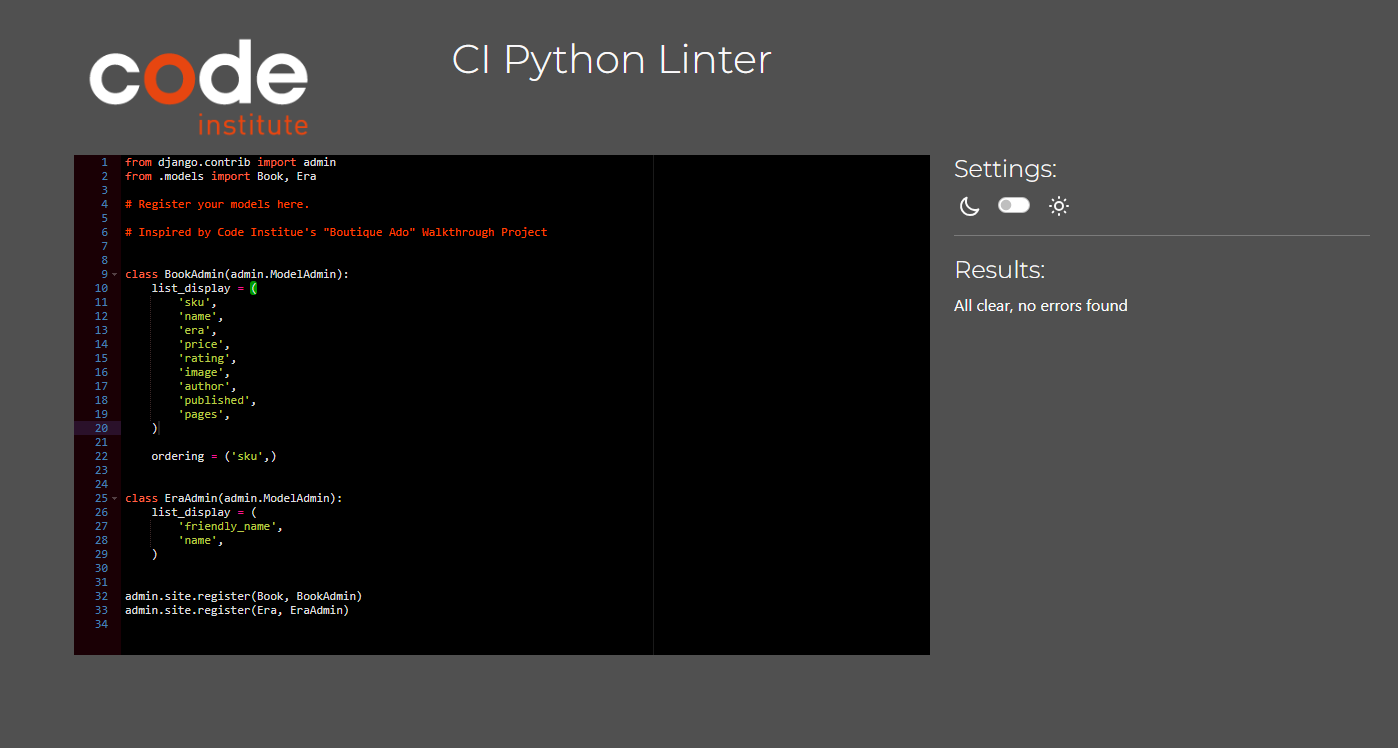 code
institute
CI Python Linter
1 from django.contrib import admin
2 from .models import Book, Era
3
4 # Register your models here.
5
6 # Inspired by Code Institue's "Boutique Ado" Walkthrough Project
7
8
9 class BookAdmin(admin.ModelAdmin):
10     list_display = (
11         'sku',
12         'name',
13         'era',
14         'price',
15         'rating',
16         'image',
17         'author',
18         'published',
19         'pages',
20     )
21
22     ordering = ('sku',)
23
24
25 class EraAdmin(admin.ModelAdmin):
26     list_display = (
27         'friendly_name',
28         'name',
29     )
30
31
32 admin.site.register(Book, BookAdmin)
33 admin.site.register(Era, EraAdmin)
34
Settings:
Results:
All clear, no errors found